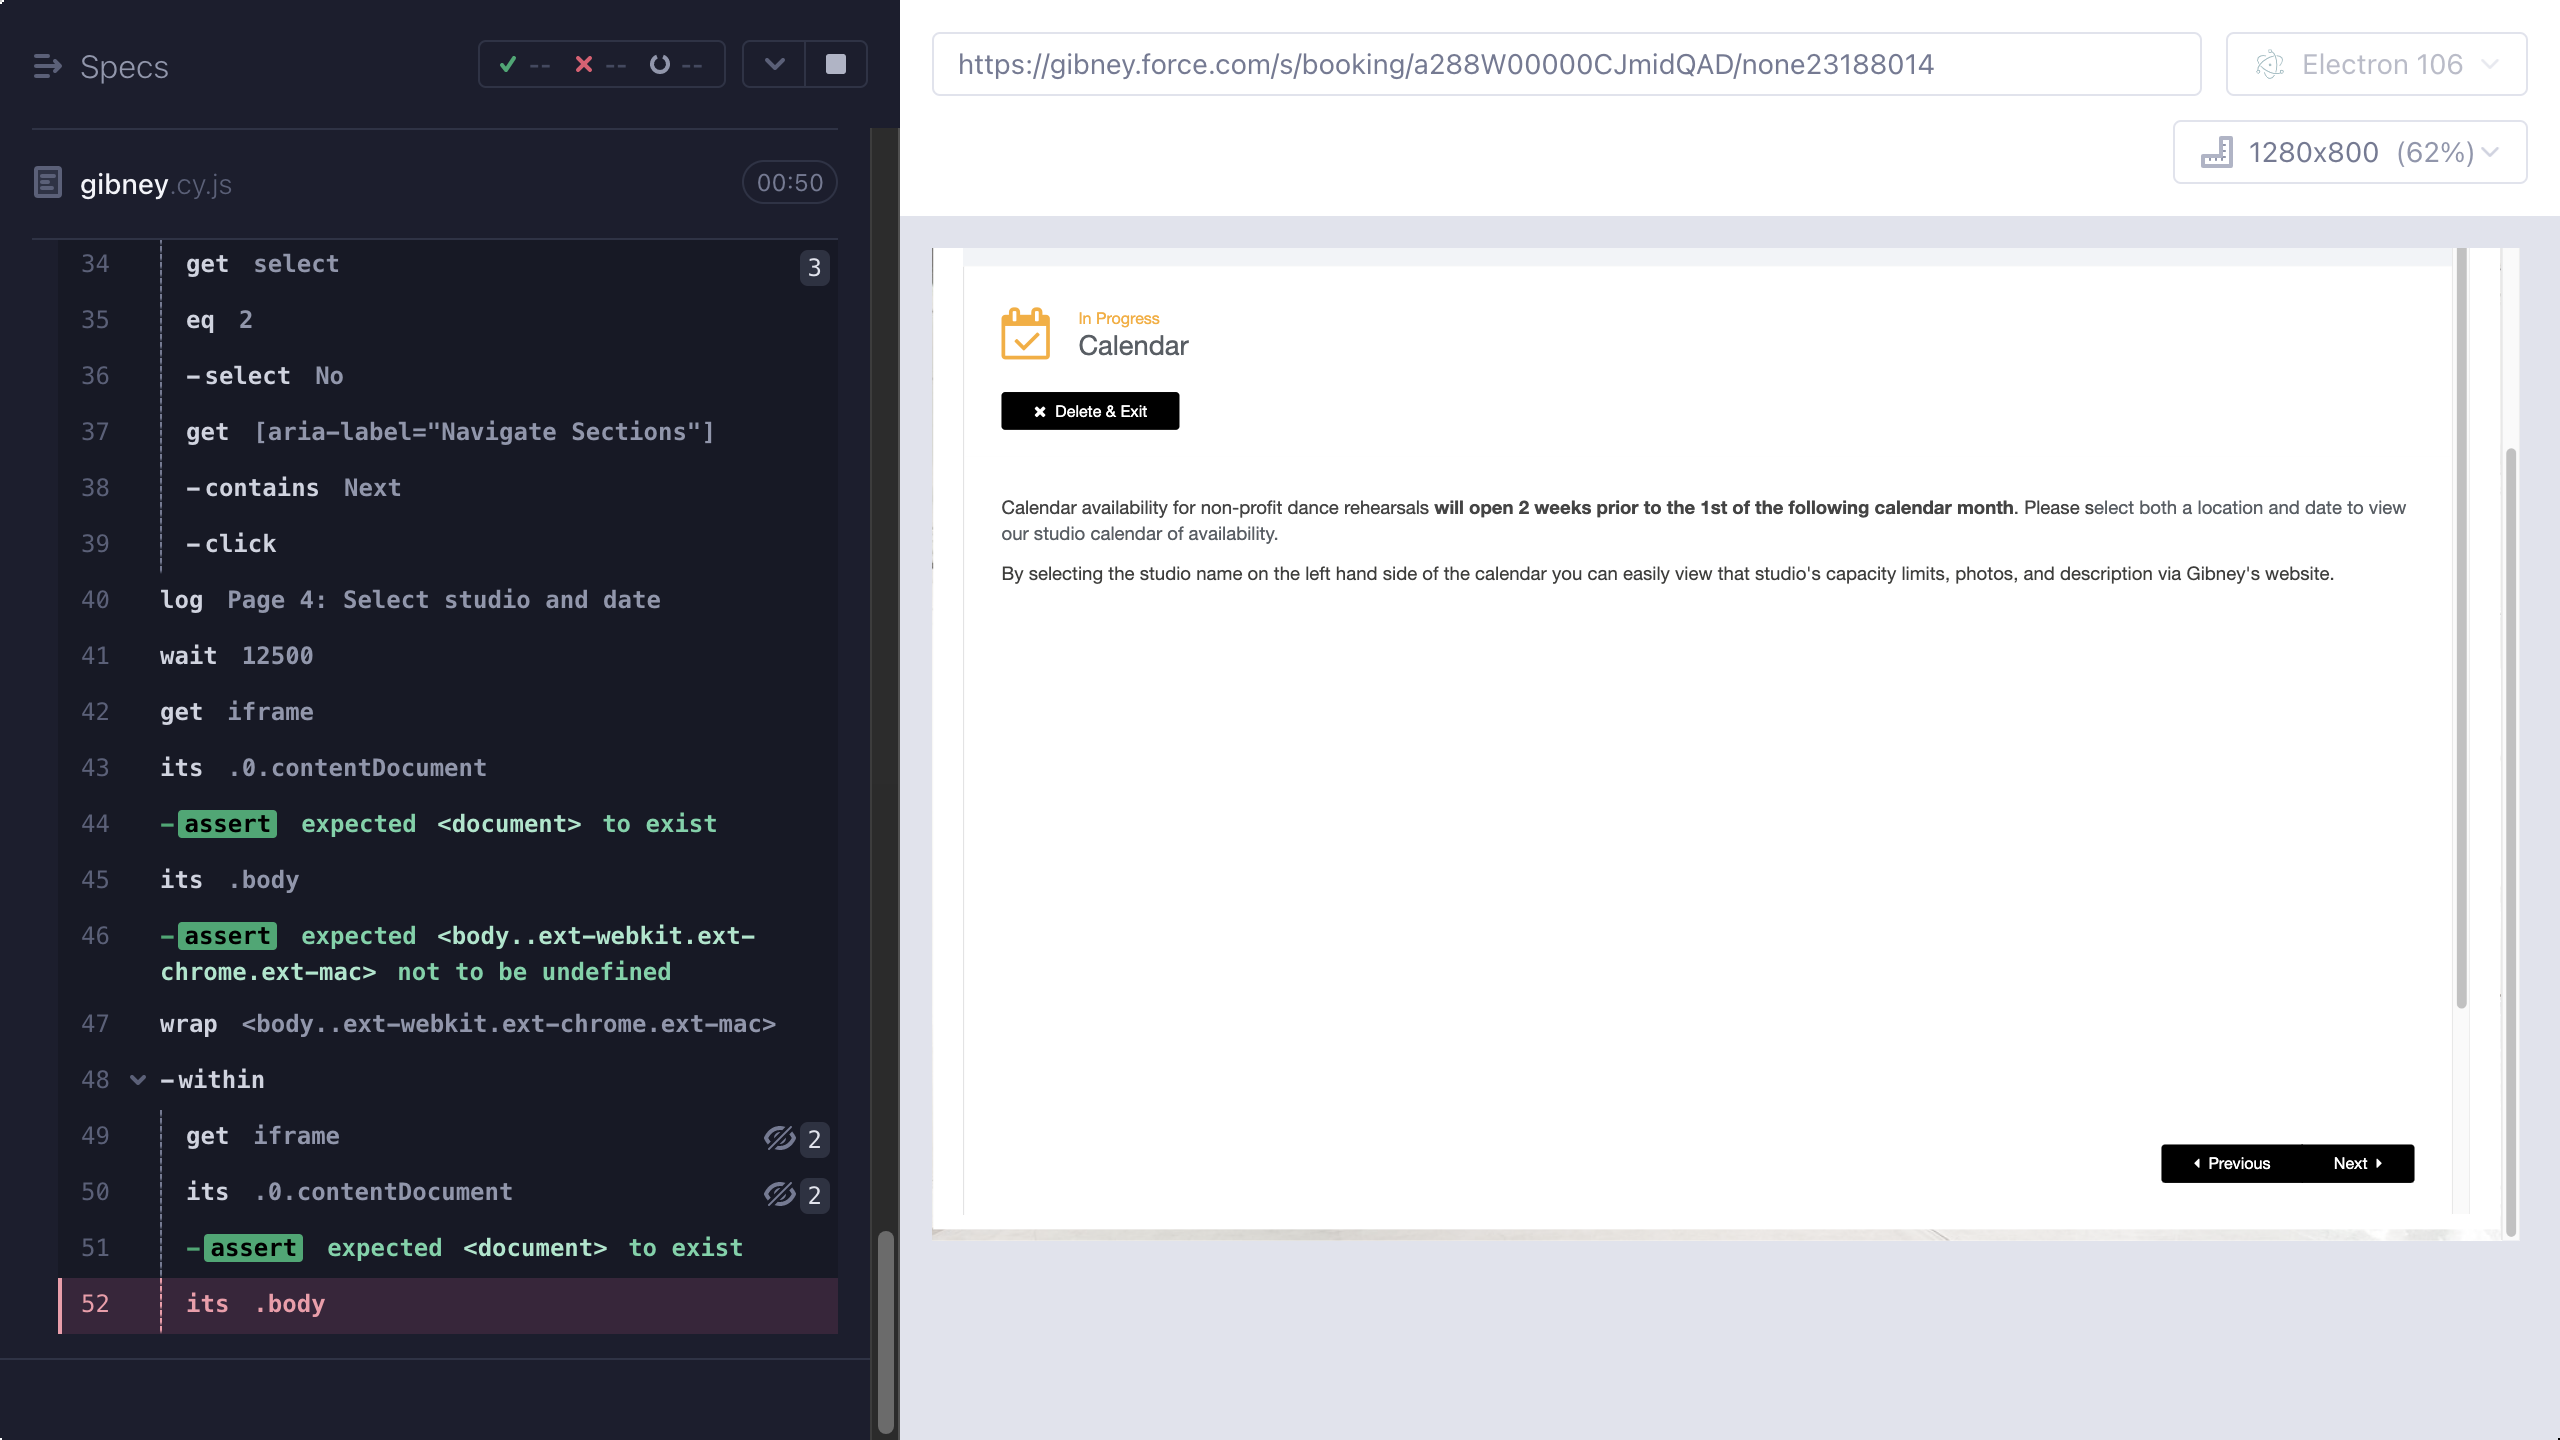 Specs
-- -- --
gibney.cy.js
00:50
34 get select 3
35 eq 2
36 -select No
37 get [aria-label="Navigate Sections"]
38 -contains Next
39 -click
40 log Page 4: Select studio and date
41 wait 12500
42 get iframe
43 its .0.contentDocument
44 -assert expected <document> to exist
45 its .body
46 -assert expected <body..ext-webkit.ext-
chrome.ext-mac> not to be undefined
47 wrap <body..ext-webkit.ext-chrome.ext-mac>
48 -within
49 get iframe 2
50 its .0.contentDocument 2
51 -assert expected <document> to exist
52 its .body
https://gibney.force.com/s/booking/a288W00000CJmidQAD/none23188014
Electron 106
1280x800 (62%)
In Progress
Calendar
Delete & Exit
Calendar availability for non-profit dance rehearsals will open 2 weeks prior to the 1st of the following calendar month. Please select both a location and date to view
our studio calendar of availability.
By selecting the studio name on the left hand side of the calendar you can easily view that studio's capacity limits, photos, and description via Gibney's website.
Previous
Next